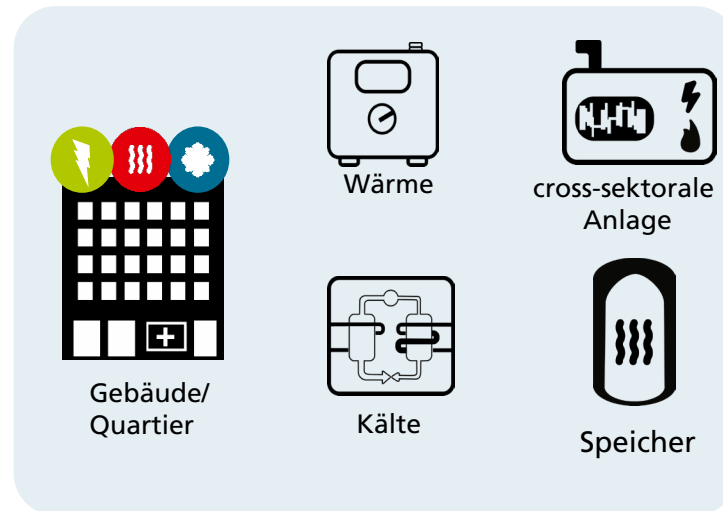 Wärme
cross-sektorale
Anlage
Gebäude/
Quartier
Kälte
Speicher